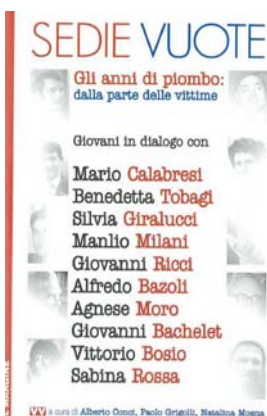 SEDIE VUOTE
Gli anni di piombo:
dalla parte delle vittime
Giovani in dialogo con
Mario Calabresi
Benedetta Tobagi
Silvia Giralucci
Manlio Milani
Giovanni Ricci
Alfredo Bazoli
Agnese Moro
Giovanni Bachelet
Vittorio Bosio
Sabina Rossa
a cura di Alberto Conci, Paolo Grigolli, Natalina Mosna